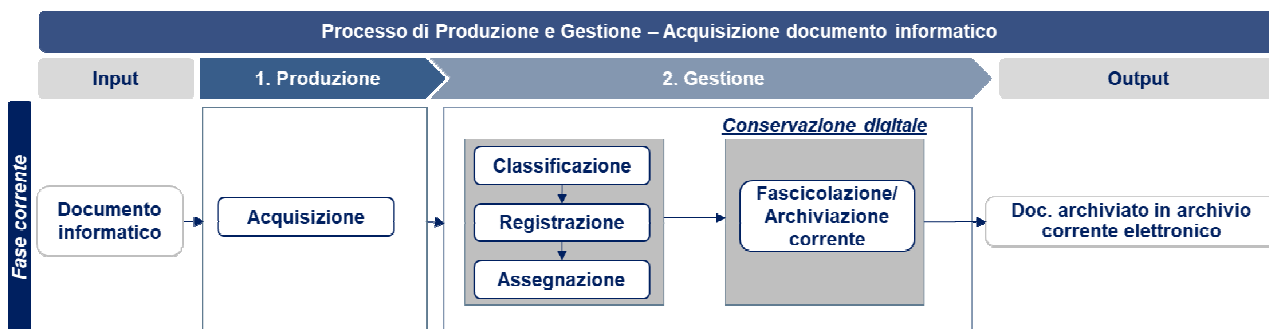 Processo di Produzione e Gestione – Acquisizione documento informatico
Input
1. Produzione
2. Gestione
Output
Fase corrente
Documento
informatico
Acquisizione
Classificazione
Registrazione
Assegnazione
Conservazione digitale
Fascicolazione/
Archiviazione
corrente
Doc. archiviato in archivio
corrente elettronico